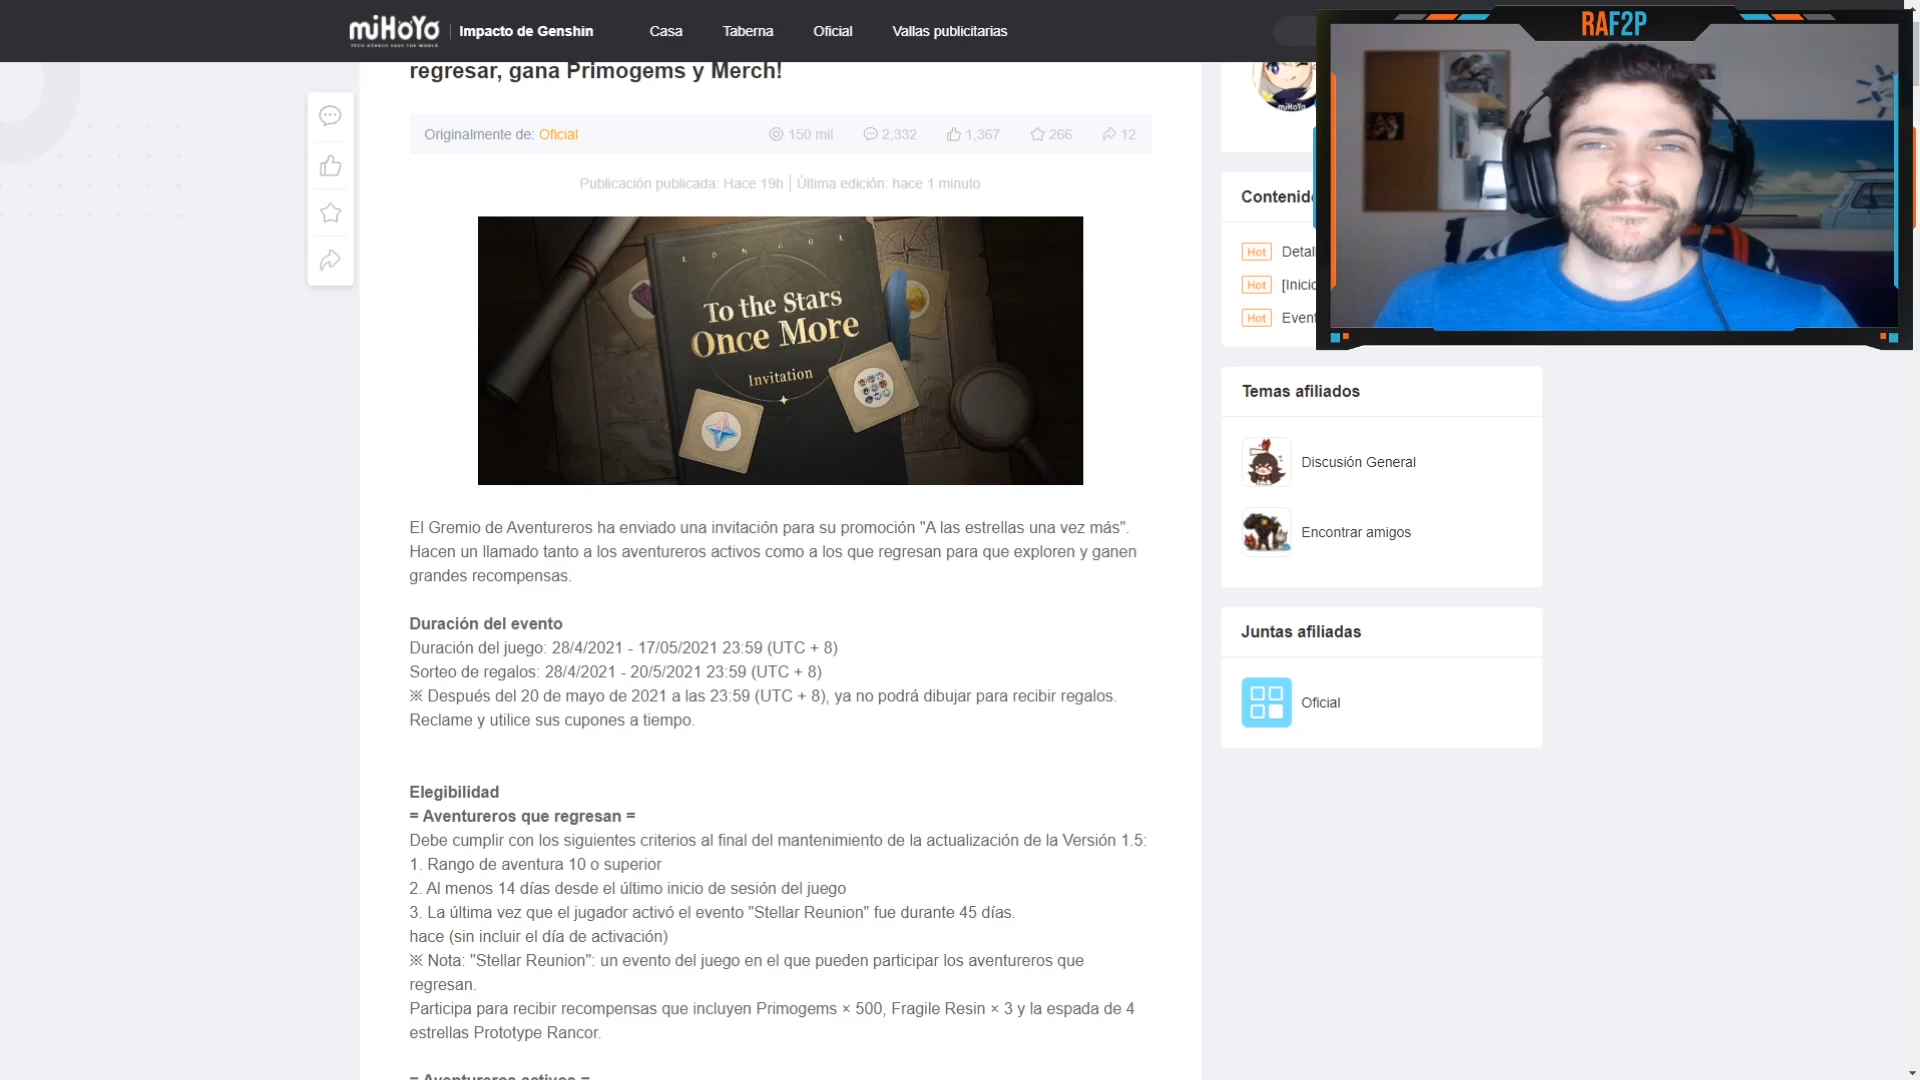 miHoYo
TECH OTAKUS SAVE THE WORLD
Impacto de Genshin
Casa
Taberna
Oficial
Vallas publicitarias
RAF2P
regresar, gana Primogems y Merch!
Originalmente de: Oficial
150 mil
2,332
1,367
266
12
Publicación publicada: Hace 19h | Última edición: hace 1 minuto
To the Stars
Once More
Invitation
El Gremio de Aventureros ha enviado una invitación para su promoción "A las estrellas una vez más".
Hacen un llamado tanto a los aventureros activos como a los que regresan para que exploren y ganen
grandes recompensas.
Duración del evento
Duración del juego: 28/4/2021 - 17/05/2021 23:59 (UTC + 8)
Sorteo de regalos: 28/4/2021 - 20/5/2021 23:59 (UTC + 8)
※ Después del 20 de mayo de 2021 a las 23:59 (UTC + 8), ya no podrá dibujar para recibir regalos.
Reclame y utilice sus cupones a tiempo.
Elegibilidad
= Aventureros que regresan =
Debe cumplir con los siguientes criterios al final del mantenimiento de la actualización de la Versión 1.5:
1. Rango de aventura 10 o superior
2. Al menos 14 días desde el último inicio de sesión del juego
3. La última vez que el jugador activó el evento "Stellar Reunion" fue durante 45 días.
hace (sin incluir el día de activación)
※ Nota: "Stellar Reunion": un evento del juego en el que pueden participar los aventureros que
regresan.
Participa para recibir recompensas que incluyen Primogems × 500, Fragile Resin × 3 y la espada de 4
estrellas Prototype Rancor.
= Aventureros activos =
miHoYo
Contenido
Hot Detal
Hot [Inicio
Hot Event
Temas afiliados
Discusión General
Encontrar amigos
Juntas afiliadas
Oficial